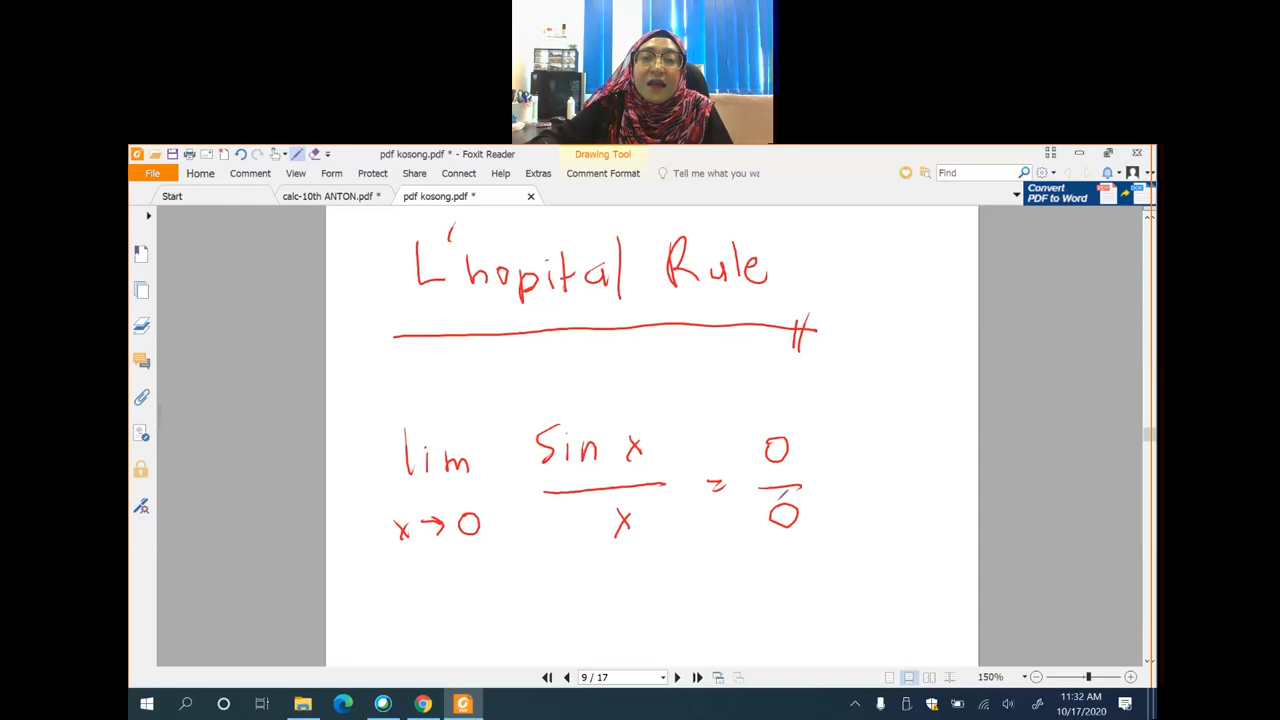 pdf kosong.pdf * - Foxit Reader
Drawing Tool
File Home Comment View Form Protect Share Connect Help Extras Comment Format Tell me what you wa Find
Start calc-10th ANTON.pdf * pdf kosong.pdf *
Convert
PDF to Word
L'hopital Rule
lim sin x = 0
x → 0 x 0
9 / 17 150%
11:32 AM
10/17/2020